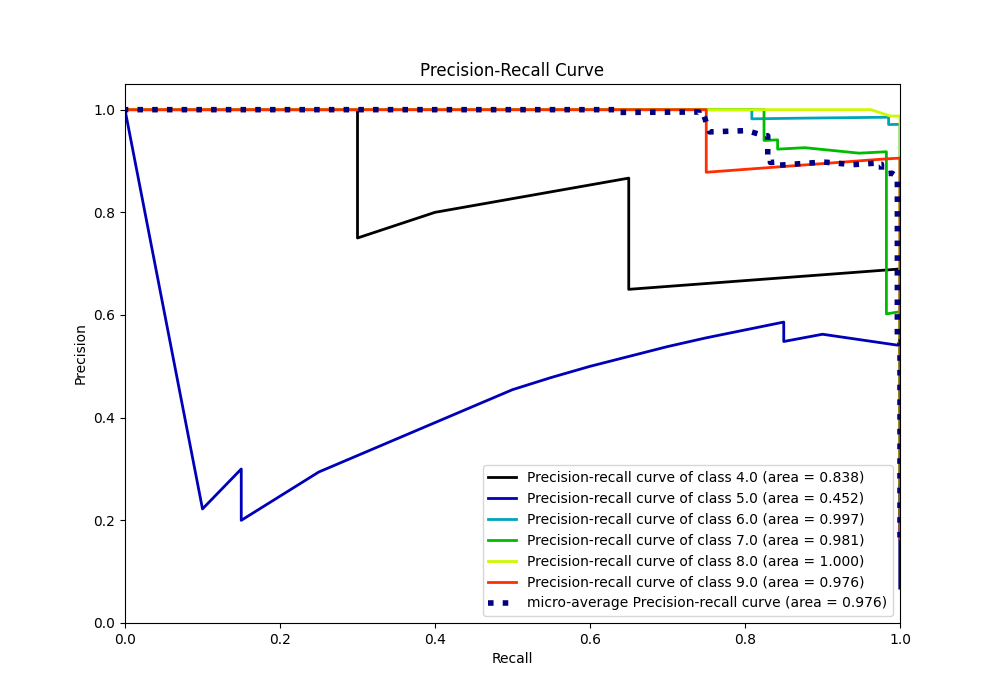 Precision-Recall Curve
1.0
0.8
0.6
0.4
0.2
0.0
Precision
0.0 0.2 0.4 0.6 0.8 1.0
Recall
Precision-recall curve of class 4.0 (area = 0.838)
Precision-recall curve of class 5.0 (area = 0.452)
Precision-recall curve of class 6.0 (area = 0.997)
Precision-recall curve of class 7.0 (area = 0.981)
Precision-recall curve of class 8.0 (area = 1.000)
Precision-recall curve of class 9.0 (area = 0.976)
micro-average Precision-recall curve (area = 0.976)